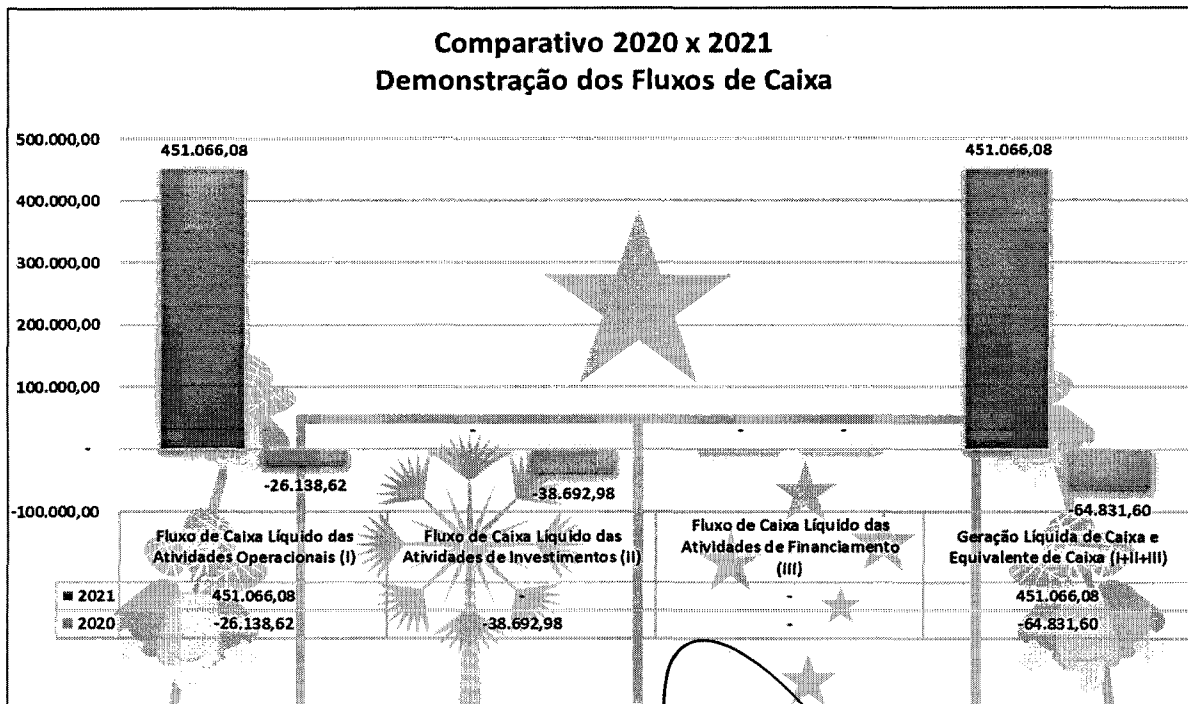 Comparativo 2020 x 2021
Demonstração dos Fluxos de Caixa
500.000,00
400.000,00
300.000,00
200.000,00
100.000,00
-
-100.000,00
451.066,08
-26.138,62
-
-38.692,98
-
-
451.066,08
-64.831,60
Fluxo de Caixa Líquido das
Atividades Operacionais (I)
Fluxo de Caixa Líquido das
Atividades de Investimentos (II)
Fluxo de Caixa Líquido das
Atividades de Financiamento
(III)
Geração Líquida de Caixa e
Equivalente de Caixa (I+II+III)
2021 451.066,08 - - 451.066,08
2020 -26.138,62 -38.692,98 - -64.831,60